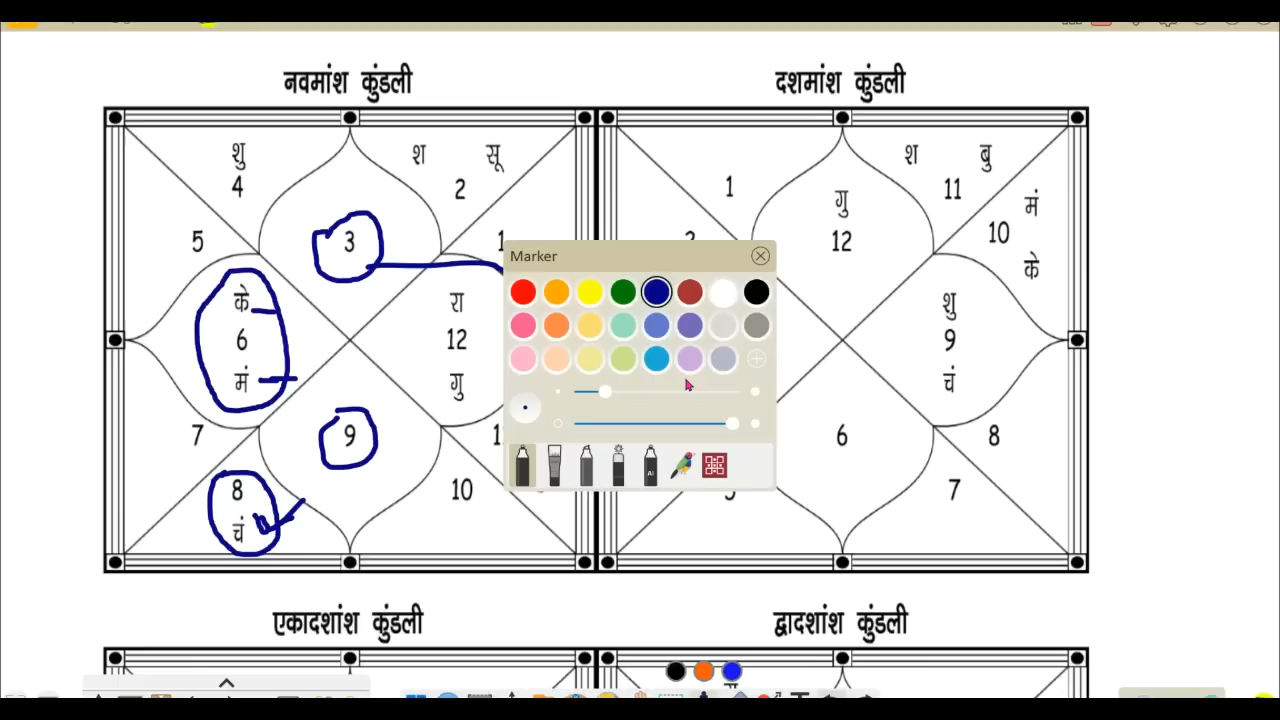 नवमांश कुंडली
दशमांश कुंडली
शु
4
श
सू
2
3
5
के
6
मं
रा
12
गु
7
9
8
चं
10
1
गु
12
श
बु
11
मं
10
के
शु
9
चं
6
8
7
Marker
AI
एकादशांश कुंडली
द्वादशांश कुंडली